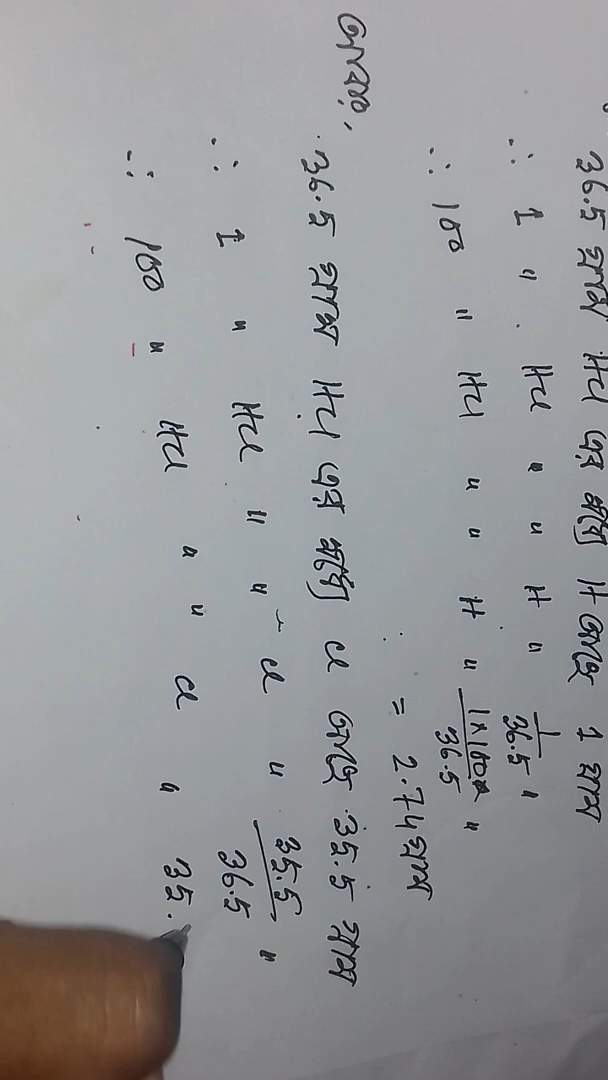 36.5 গ্রাম HCl এর মধ্যে H আছে 1 গ্রাম
∴ 1 " HCl " " H " 1/36.5 "
∴ 100 " HCl " " H " 1×100/36.5 "
= 2.74 গ্রাম
আবার,
36.5 গ্রাম HCl এর মধ্যে Cl আছে 35.5 গ্রাম
∴ 1 " HCl " " Cl " 35.5/36.5 "
∴ 100 " HCl " " Cl " 35.